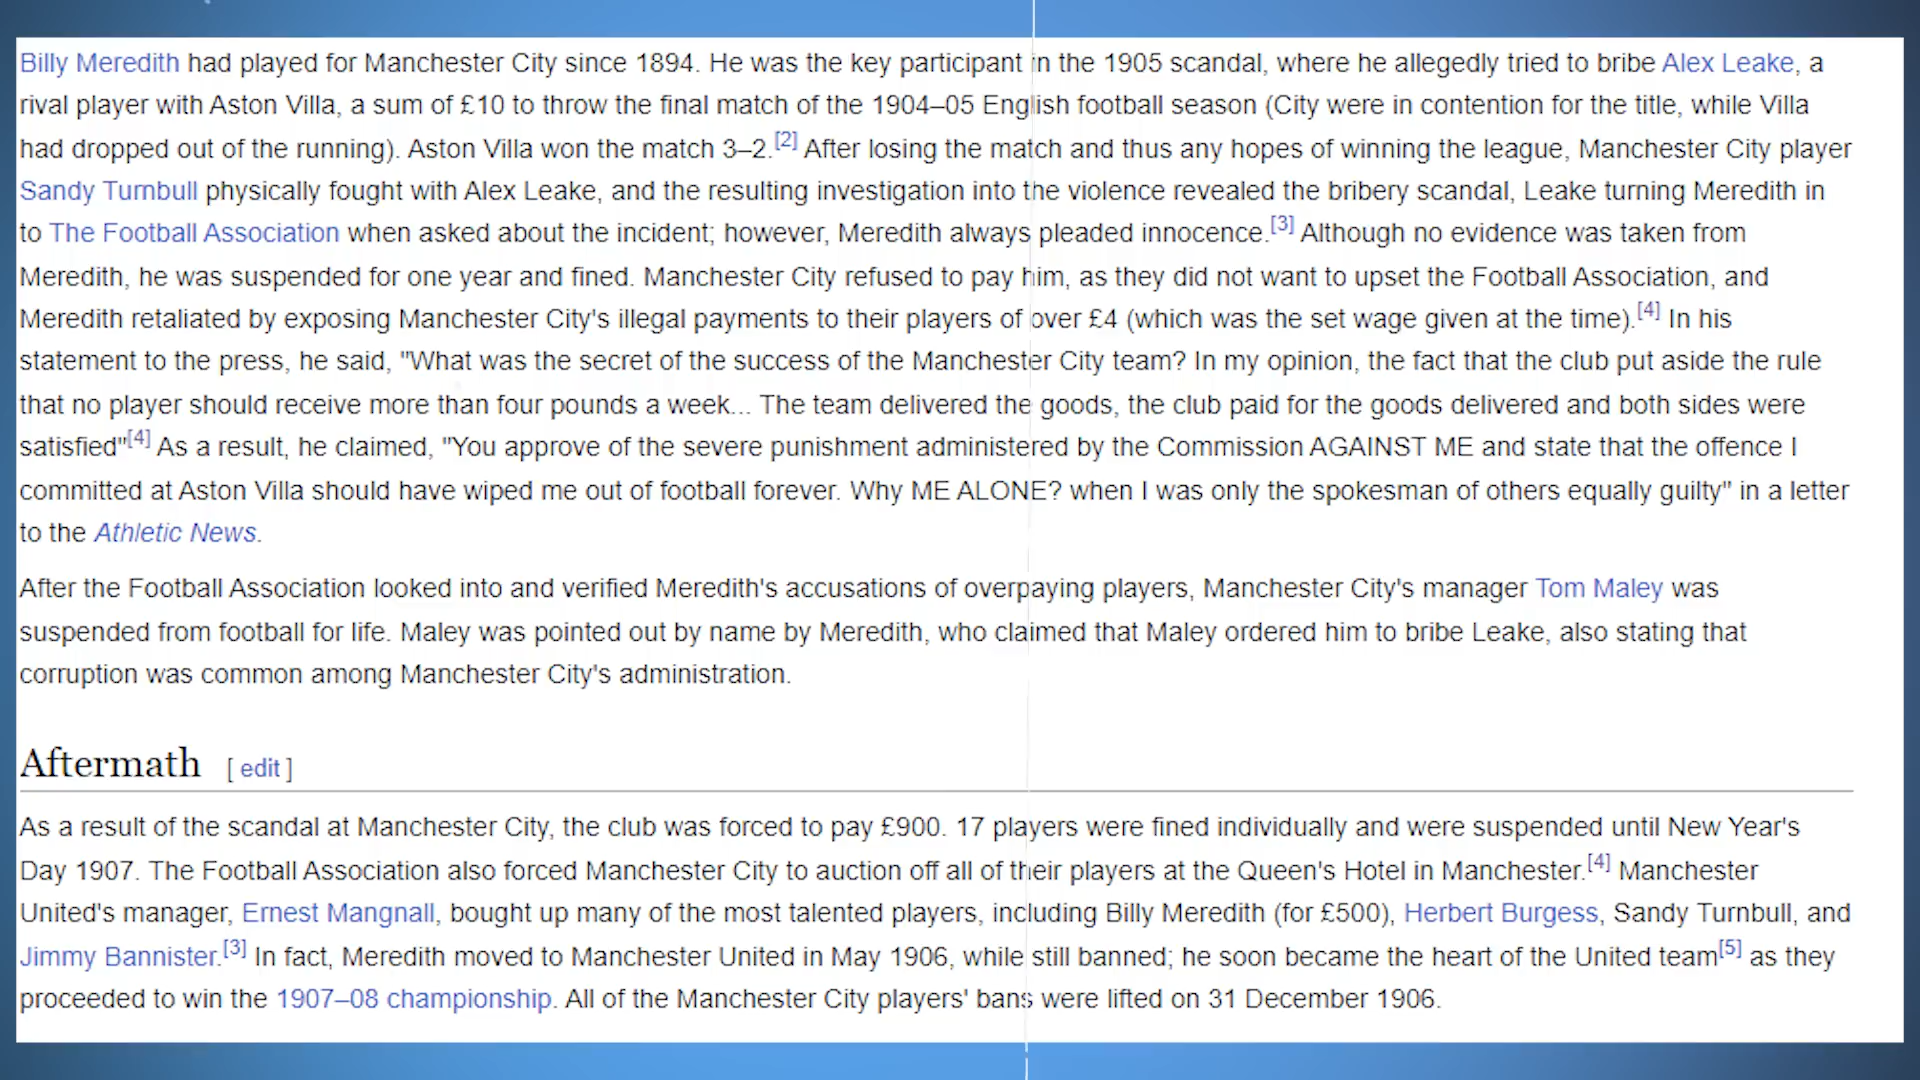 Billy Meredith had played for Manchester City since 1894. He was the key participant in the 1905 scandal, where he allegedly tried to bribe Alex Leake, a
rival player with Aston Villa, a sum of £10 to throw the final match of the 1904–05 English football season (City were in contention for the title, while Villa
had dropped out of the running). Aston Villa won the match 3–2.[2] After losing the match and thus any hopes of winning the league, Manchester City player
Sandy Turnbull physically fought with Alex Leake, and the resulting investigation into the violence revealed the bribery scandal, Leake turning Meredith in
to The Football Association when asked about the incident; however, Meredith always pleaded innocence.[3] Although no evidence was taken from
Meredith, he was suspended for one year and fined. Manchester City refused to pay him, as they did not want to upset the Football Association, and
Meredith retaliated by exposing Manchester City's illegal payments to their players of over £4 (which was the set wage given at the time).[4] In his
statement to the press, he said, "What was the secret of the success of the Manchester City team? In my opinion, the fact that the club put aside the rule
that no player should receive more than four pounds a week... The team delivered the goods, the club paid for the goods delivered and both sides were
satisfied"[4] As a result, he claimed, "You approve of the severe punishment administered by the Commission AGAINST ME and state that the offence I
committed at Aston Villa should have wiped me out of football forever. Why ME ALONE? when I was only the spokesman of others equally guilty" in a letter
to the Athletic News.
After the Football Association looked into and verified Meredith's accusations of overpaying players, Manchester City's manager Tom Maley was
suspended from football for life. Maley was pointed out by name by Meredith, who claimed that Maley ordered him to bribe Leake, also stating that
corruption was common among Manchester City's administration.
Aftermath [ edit ]
As a result of the scandal at Manchester City, the club was forced to pay £900. 17 players were fined individually and were suspended until New Year's
Day 1907. The Football Association also forced Manchester City to auction off all of their players at the Queen's Hotel in Manchester.[4] Manchester
United's manager, Ernest Mangnall, bought up many of the most talented players, including Billy Meredith (for £500), Herbert Burgess, Sandy Turnbull, and
Jimmy Bannister.[3] In fact, Meredith moved to Manchester United in May 1906, while still banned; he soon became the heart of the United team[5] as they
proceeded to win the 1907–08 championship. All of the Manchester City players' bans were lifted on 31 December 1906.